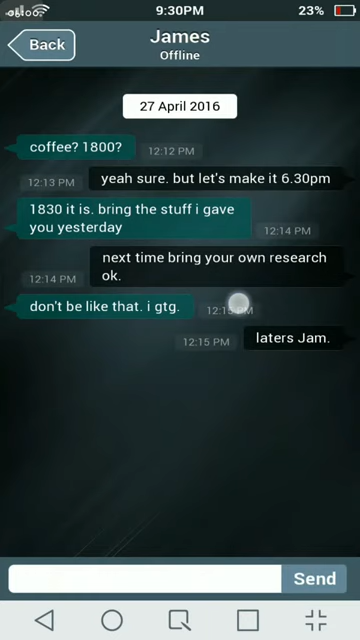 9:30PM
23%
Back
James
Offline
27 April 2016
coffee? 1800?
12:12 PM
yeah sure. but let's make it 6.30pm
12:13 PM
1830 it is. bring the stuff i gave
you yesterday
12:14 PM
next time bring your own research
ok.
12:14 PM
don't be like that. i gtg.
12:15 PM
laters Jam.
12:15 PM
Send